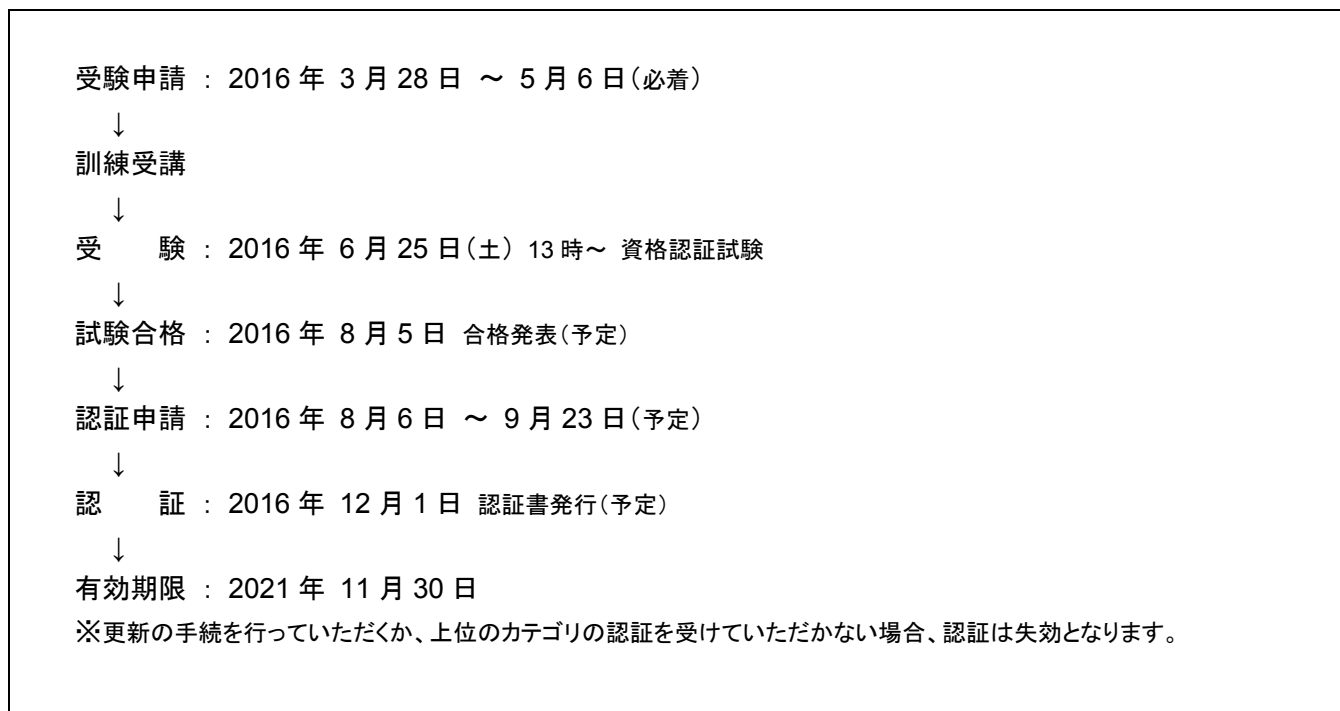 受験申請 : 2016 年 3 月 28 日 ～ 5 月 6 日(必着)
↓
訓練受講
↓
受　　験 : 2016 年 6 月 25 日(土) 13 時～ 資格認証試験
↓
試験合格 : 2016 年 8 月 5 日 合格発表(予定)
↓
認証申請 : 2016 年 8 月 6 日 ～ 9 月 23 日(予定)
↓
認　　証 : 2016 年 12 月 1 日 認証書発行(予定)
↓
有効期限 : 2021 年 11 月 30 日
※更新の手続を行っていただくか、上位のカテゴリの認証を受けていただかない場合、認証は失効となります。